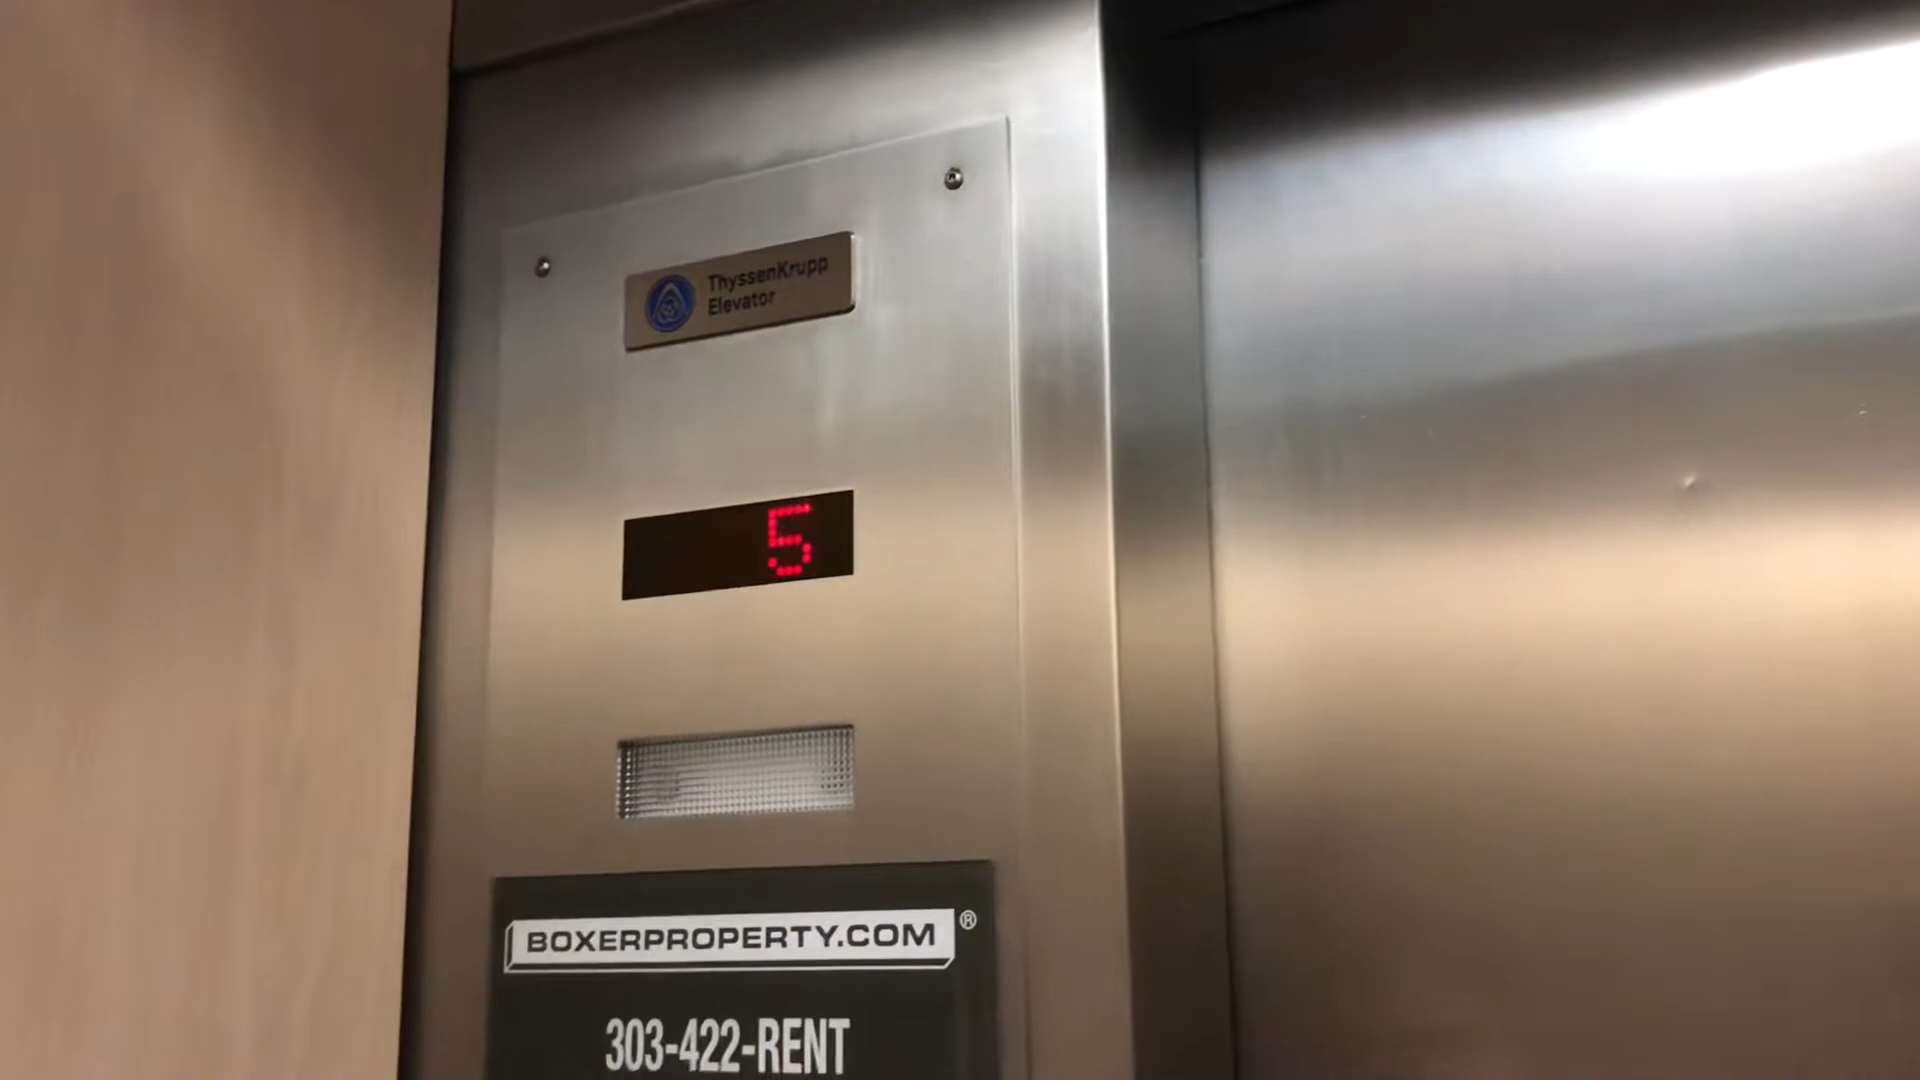 ThyssenKrupp
Elevator
5
BOXERPROPERTY.COM®
303-422-RENT